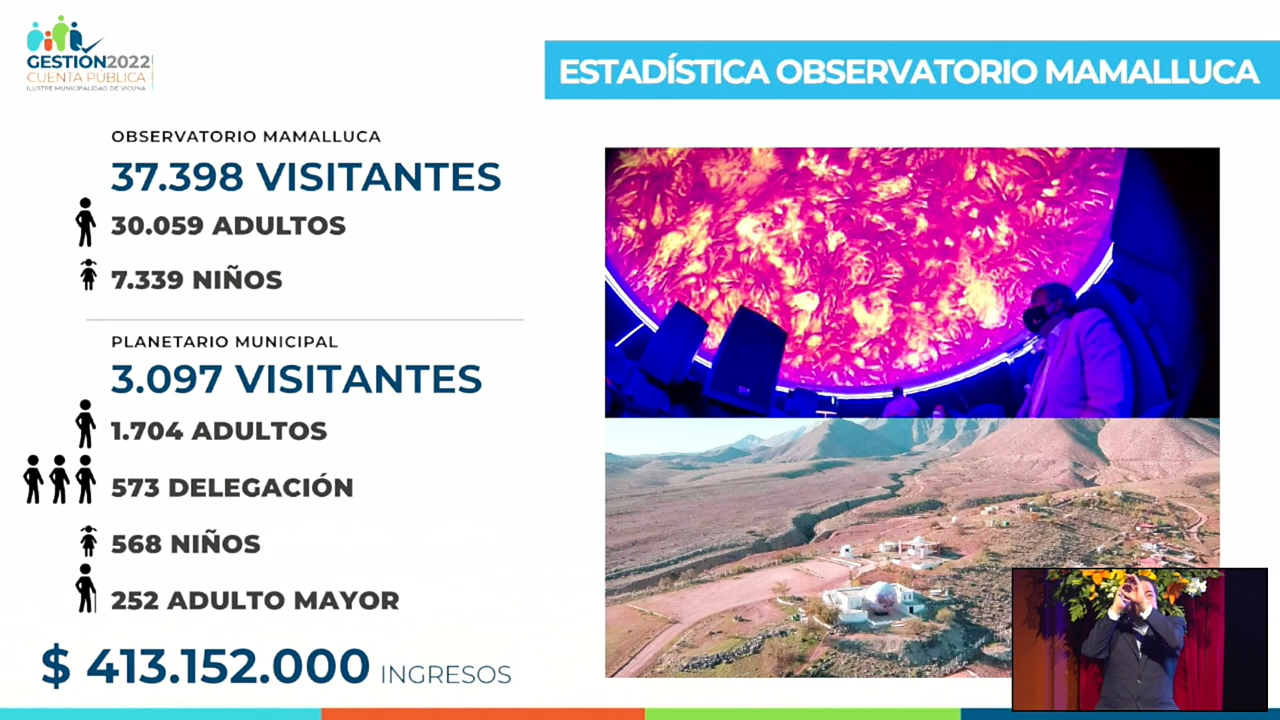 GESTIÓN2022
CUENTA PÚBLICA
ILUSTRE MUNICIPALIDAD DE VICUÑA
ESTADÍSTICA OBSERVATORIO MAMALLUCA
OBSERVATORIO MAMALLUCA
37.398 VISITANTES
30.059 ADULTOS
7.339 NIÑOS
PLANETARIO MUNICIPAL
3.097 VISITANTES
1.704 ADULTOS
573 DELEGACIÓN
568 NIÑOS
252 ADULTO MAYOR
$ 413.152.000 INGRESOS